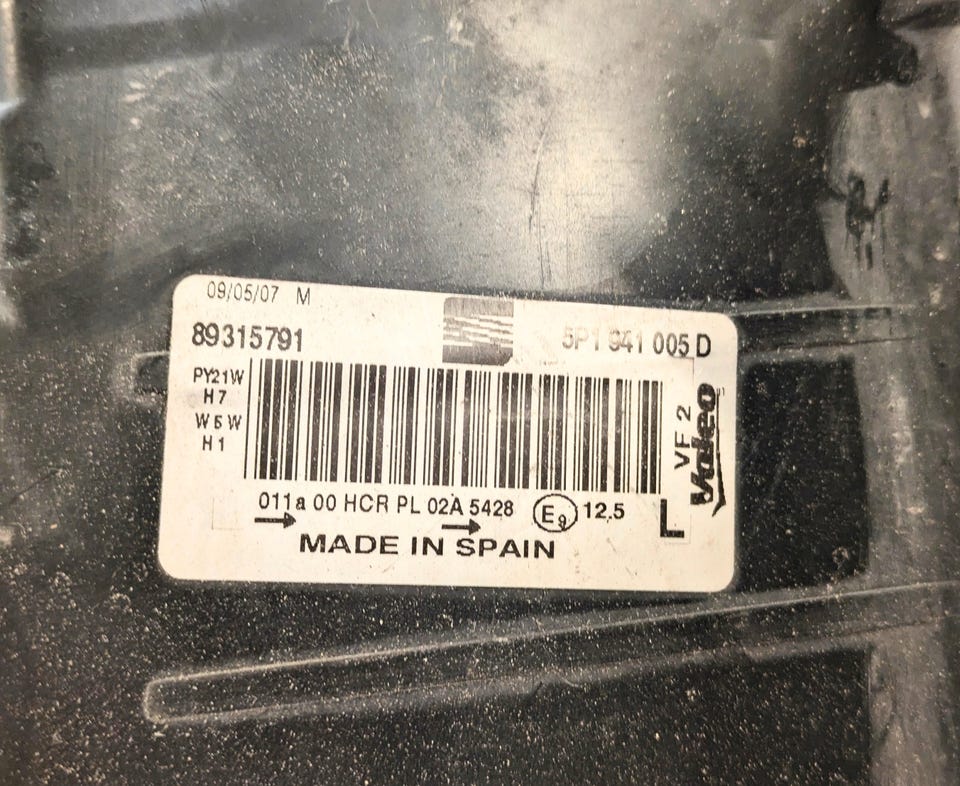 09/05/07 M
89315791
5P1 941 005 D
PY21W
H7
W5W
H1
VF 2
Valeo
011a 00 HCR PL 02A 5428 E9 12,5
L
MADE IN SPAIN